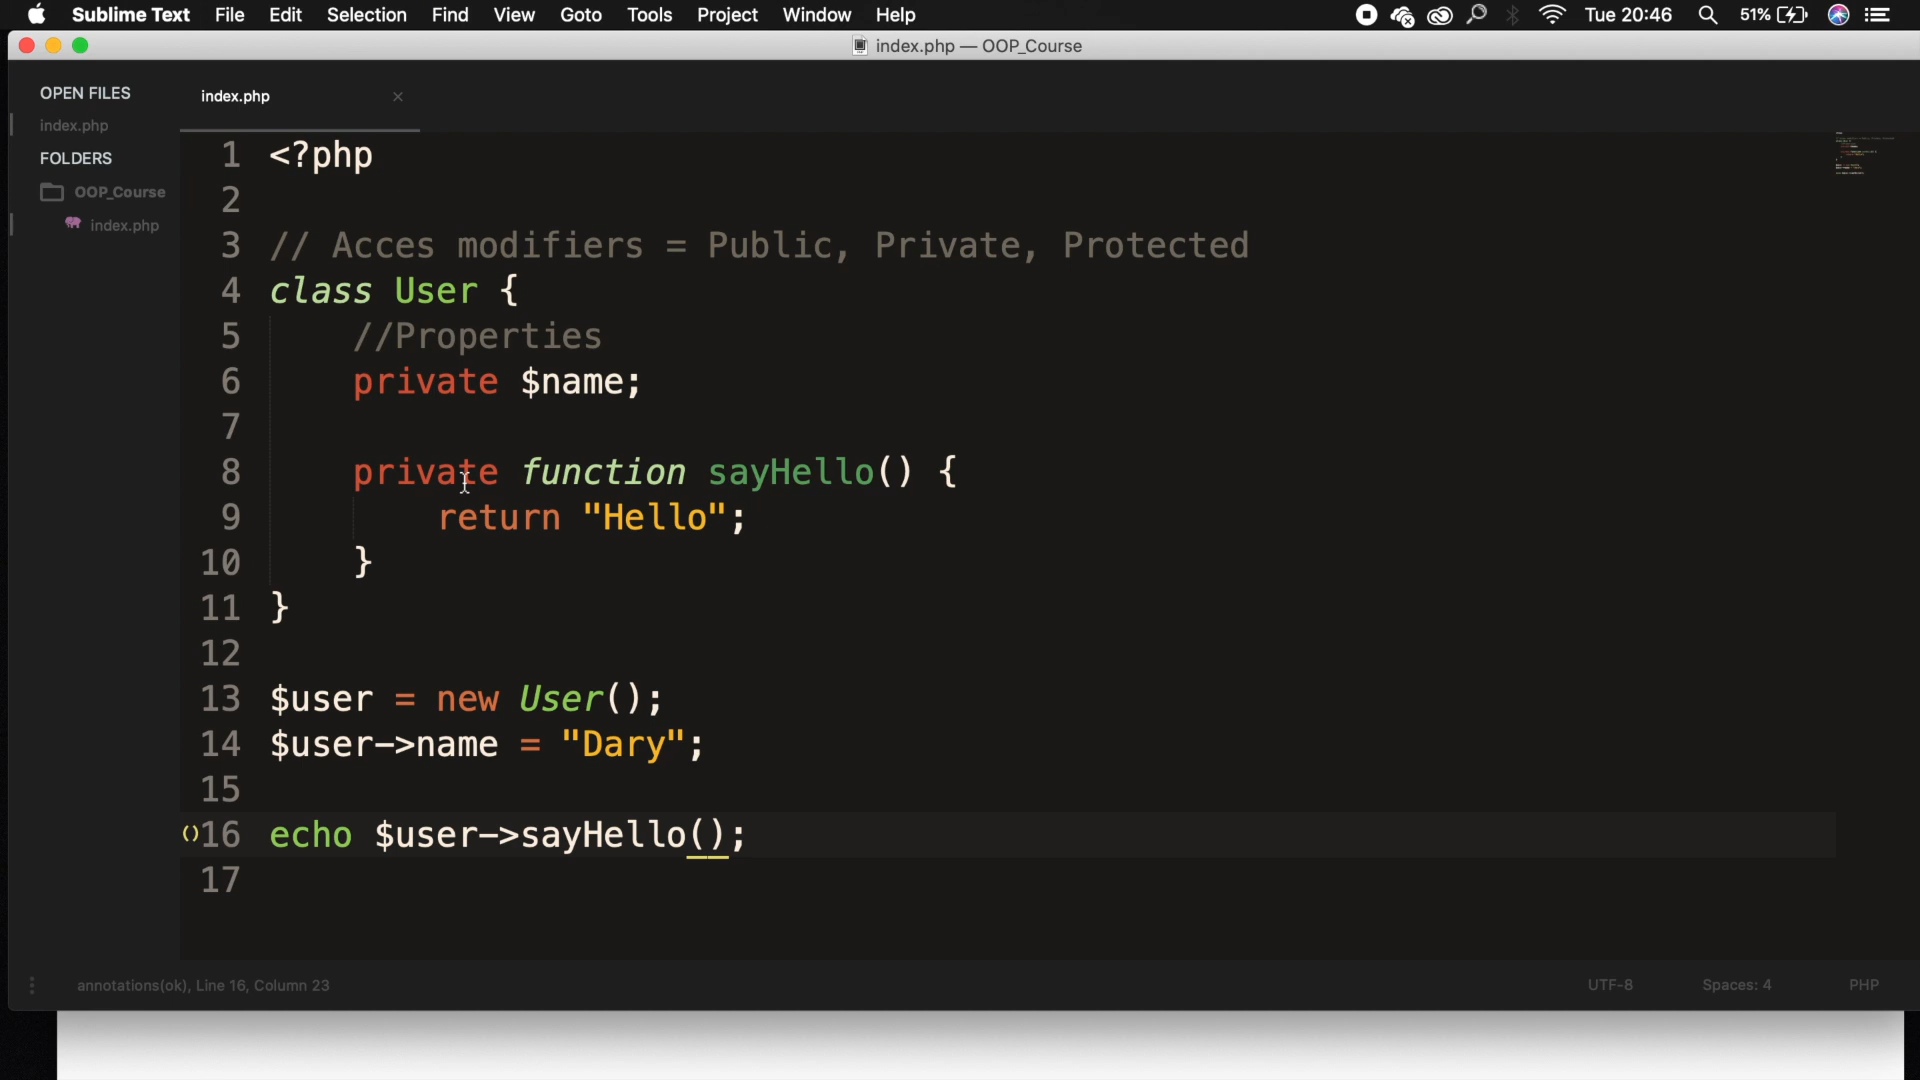 Sublime Text File Edit Selection Find View Goto Tools Project Window Help Tue 20:46 51%
index.php — OOP_Course
OPEN FILES
index.php
FOLDERS
OOP_Course
index.php
index.php ×
1 <?php
2
3 // Acces modifiers = Public, Private, Protected
4 class User {
5 //Properties
6 private $name;
7
8 private function sayHello() {
9 return "Hello";
10 }
11 }
12
13 $user = new User();
14 $user->name = "Dary";
15
()16 echo $user->sayHello();
17
annotations(ok), Line 16, Column 23 UTF-8 Spaces: 4 PHP